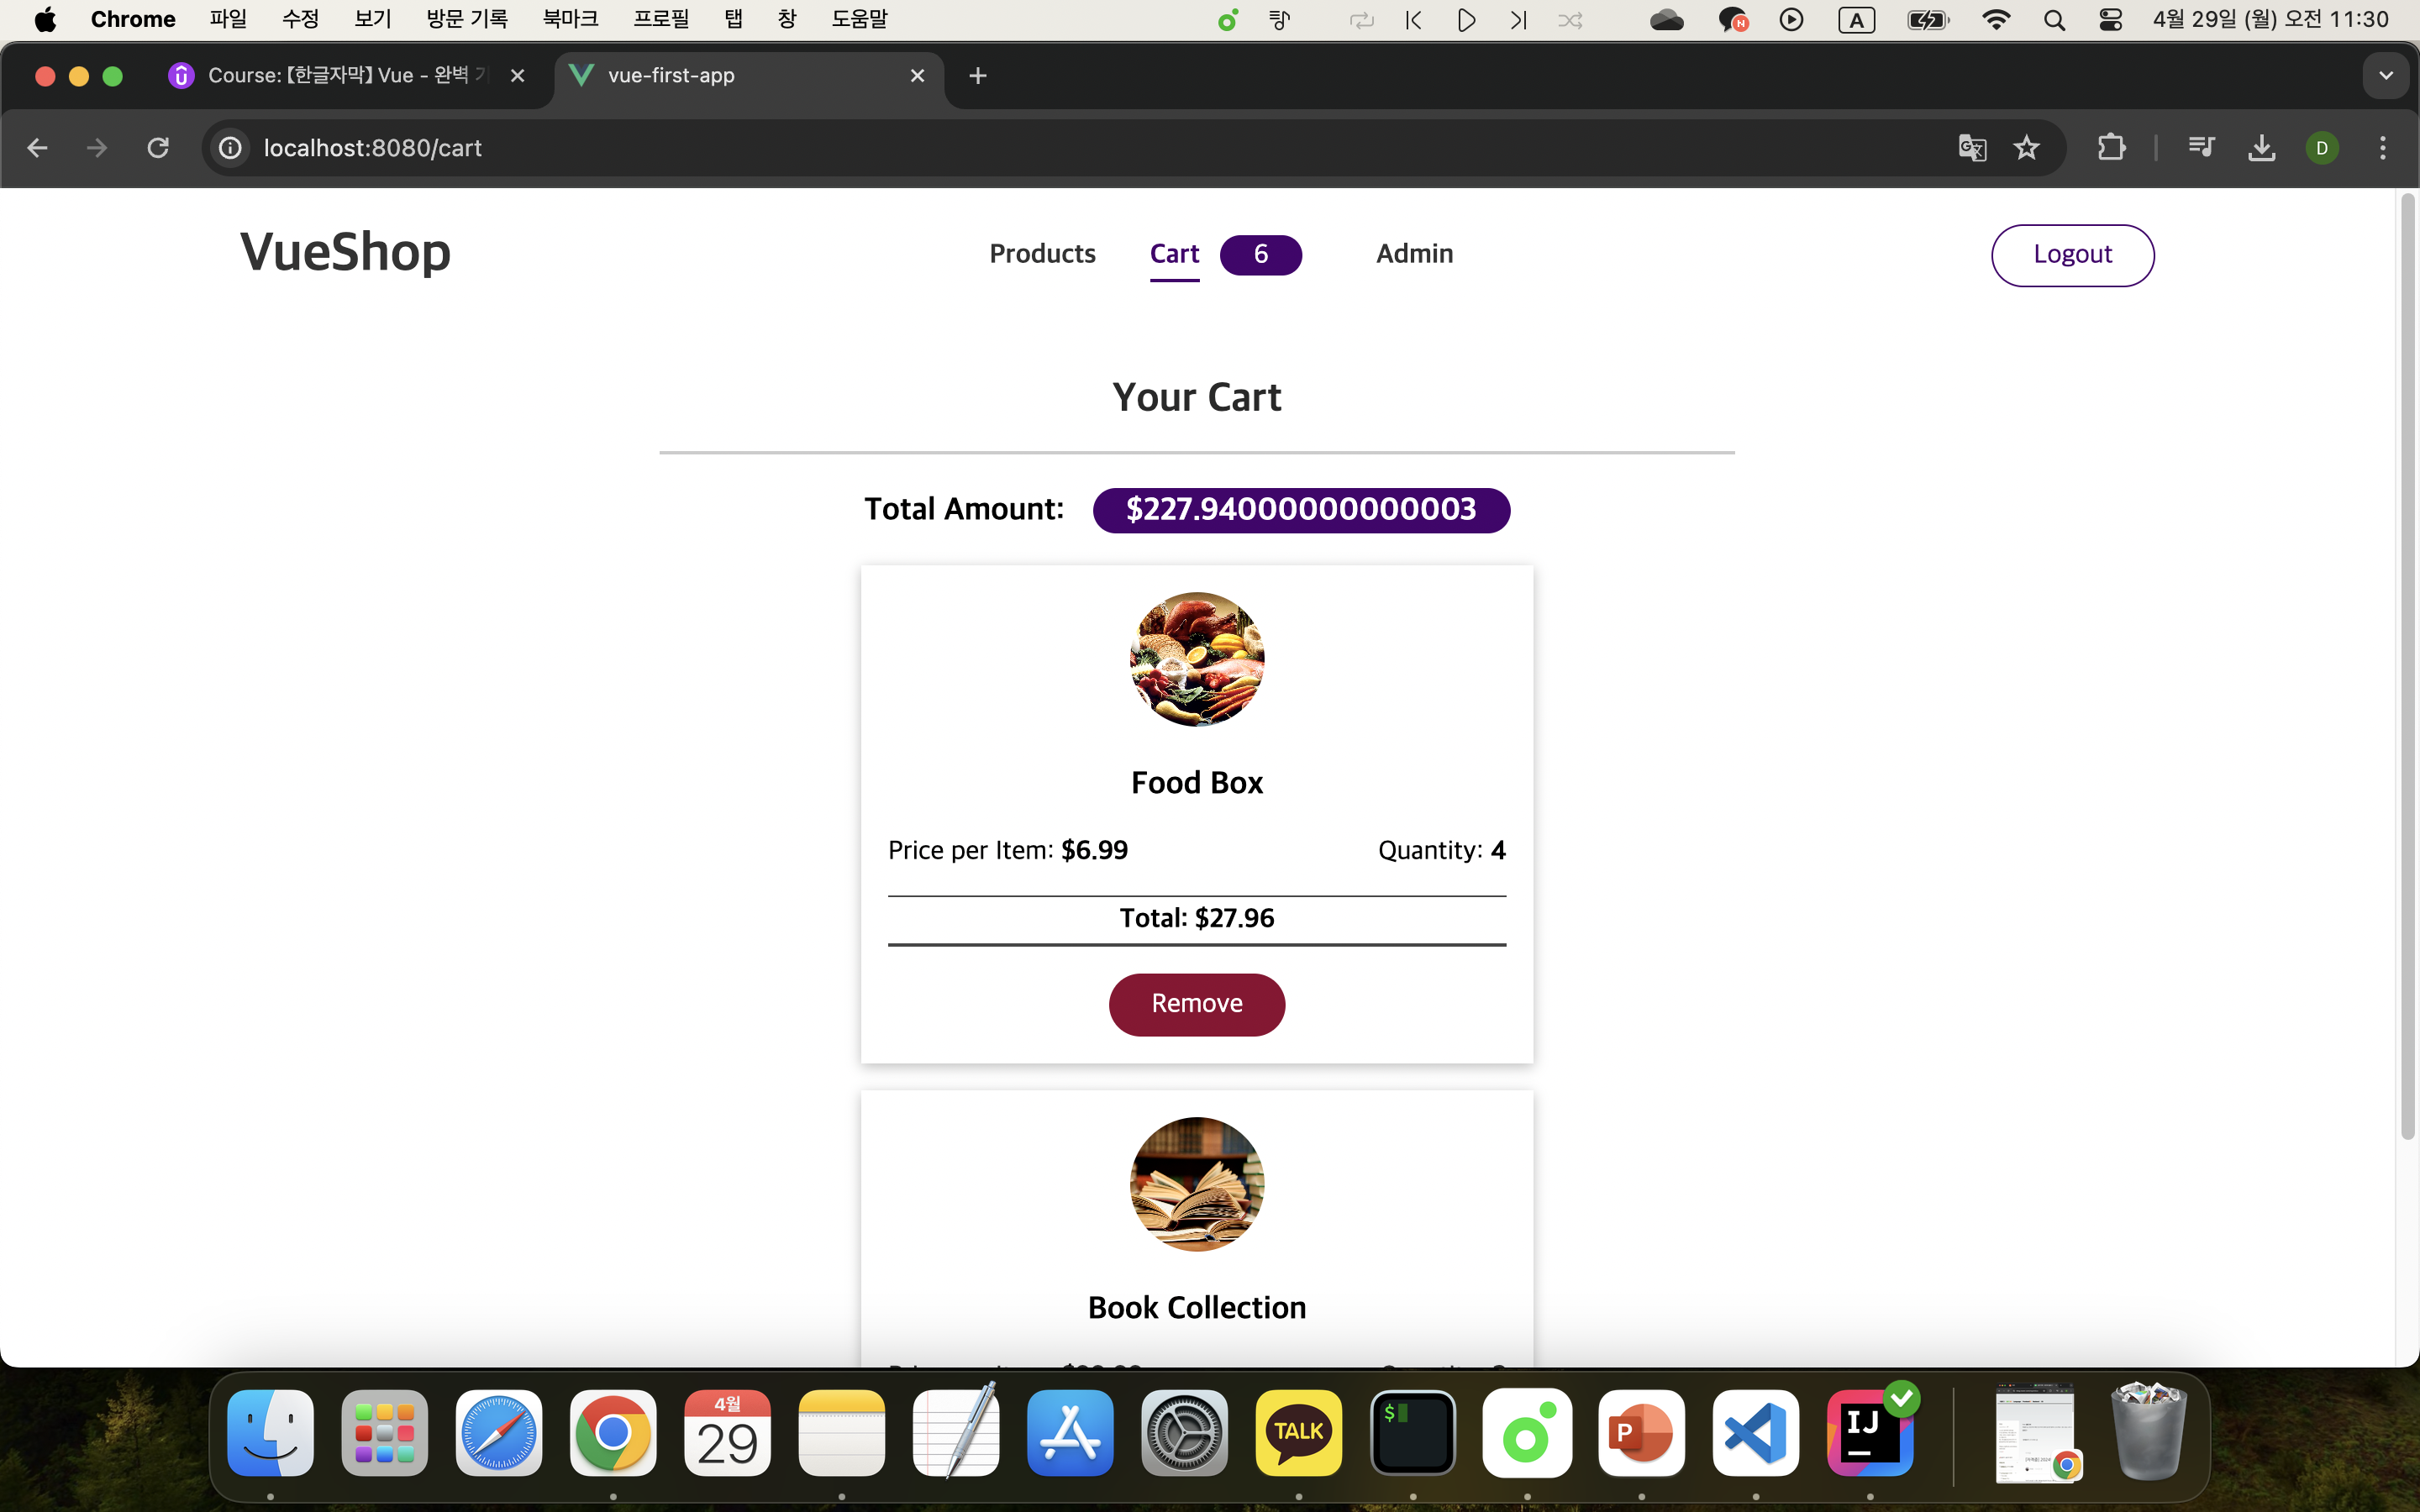 Chrome 파일 수정 보기 방문 기록 북마크 프로필 탭 창 도움말 A 4월 29일 (월) 오전 11:30
Course: 【한글자막】 Vue - 완벽 vue-first-app
localhost:8080/cart D
VueShop Products Cart 6 Admin Logout
Your Cart
Total Amount: $227.94000000000003
Food Box
Price per Item: $6.99 Quantity: 4
Total: $27.96
Remove
Book Collection
4월
29
TALK
$
P
IJ